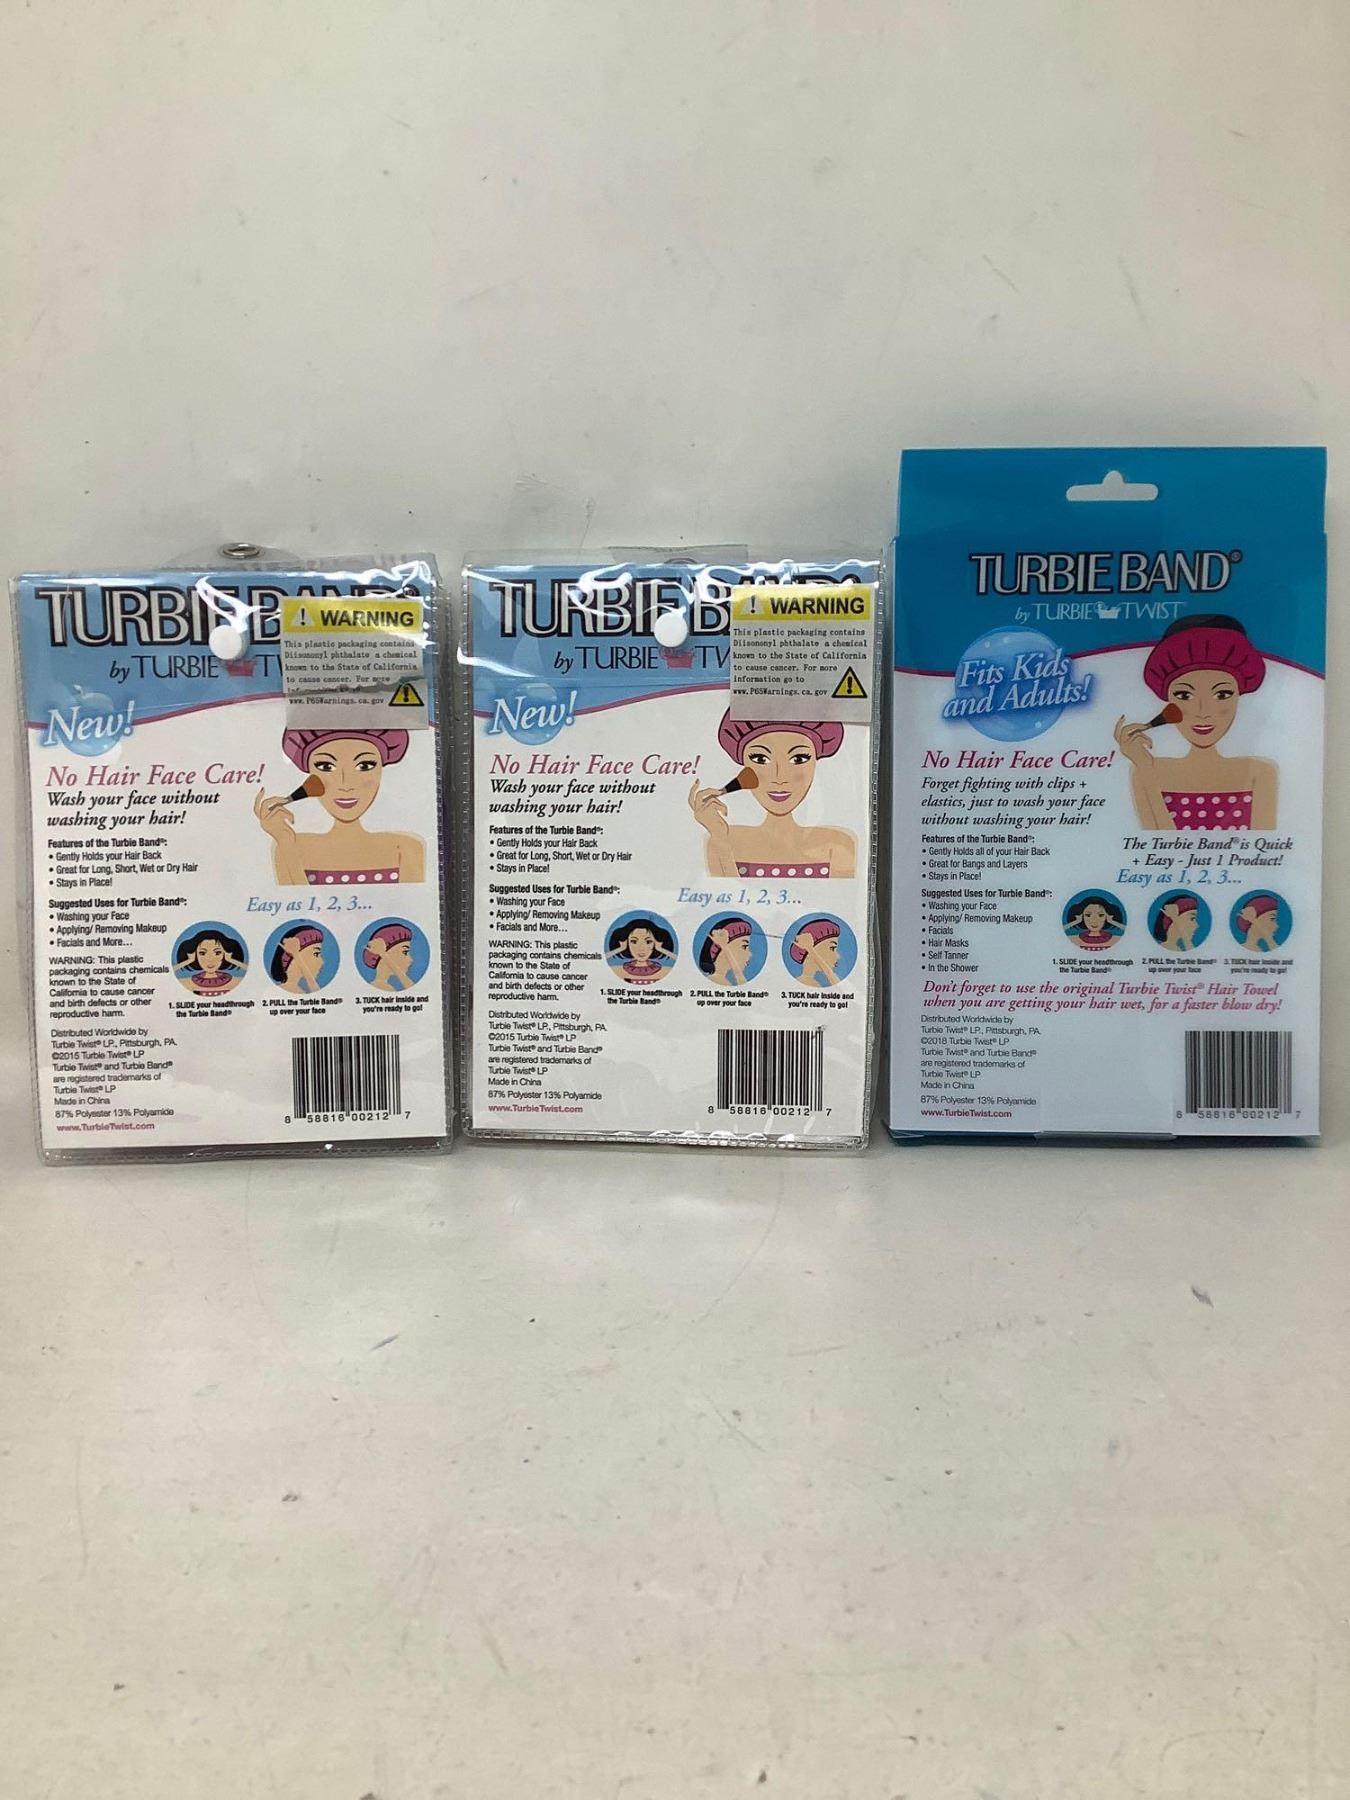 TURBIE BAND®
by TURBIE TW
WARNING
This plastic packaging contains
Diisononyl phthalate a chemical
known to the State of California
to cause cancer. For more
www.P65Warnings.ca.gov
New!
No Hair Face Care!
Wash your face without
washing your hair!
Features of the Turbie Band®:
• Gently Holds your Hair Back
• Great for Long, Short, Wet or Dry Hair
• Stays in Place!
Suggested Uses for Turbie Band®:
• Washing your Face
• Applying/ Removing Makeup
• Facials and More...
WARNING: This plastic
packaging contains chemicals
known to the State of
California to cause cancer
and birth defects or other
reproductive harm.
Easy as 1, 2, 3...
1. SLIDE your headthrough
the Turbie Band®
2. PULL the Turbie Band®
up over your face
3. TUCK hair inside and
you're ready to go!
Distributed Worldwide by
Turbie Twist® LP., Pittsburgh, PA.
©2015 Turbie Twist® LP
Turbie Twist® and Turbie Band®
are registered trademarks of
Turbie Twist® LP
Made in China
87% Polyester 13% Polyamide
www.TurbieTwist.com
8 58816 00212 7
TURBIE B
by TURBIE TW
WARNING
This plastic packaging contains
Diisononyl phthalate a chemical
known to the State of California
to cause cancer. For more
information go to
www.P65Warnings.ca.gov
New!
No Hair Face Care!
Wash your face without
washing your hair!
Features of the Turbie Band®:
• Gently Holds your Hair Back
• Great for Long, Short, Wet or Dry Hair
• Stays in Place!
Suggested Uses for Turbie Band®:
• Washing your Face
• Applying/ Removing Makeup
• Facials and More...
WARNING: This plastic
packaging contains chemicals
known to the State of
California to cause cancer
and birth defects or other
reproductive harm.
Easy as 1, 2, 3...
1. SLIDE your headthrough
the Turbie Band®
2. PULL the Turbie Band®
up over your face
3. TUCK hair inside and
you're ready to go!
Distributed Worldwide by
Turbie Twist® LP., Pittsburgh, PA.
©2015 Turbie Twist® LP
Turbie Twist® and Turbie Band®
are registered trademarks of
Turbie Twist® LP
Made in China
87% Polyester 13% Polyamide
www.TurbieTwist.com
8 58816 00212 7
TURBIE BAND®
by TURBIE TWIST
Fits Kids
and Adults!
No Hair Face Care!
Forget fighting with clips +
elastics, just to wash your face
without washing your hair!
Features of the Turbie Band®:
• Gently Holds all of your Hair Back
• Great for Bangs and Layers
• Stays in Place!
Suggested Uses for Turbie Band®:
• Washing your Face
• Applying/ Removing Makeup
• Facials
• Hair Masks
• Self Tanner
• In the Shower
The Turbie Band® is Quick
+ Easy - Just 1 Product!
Easy as 1, 2, 3...
1. SLIDE your headthrough
the Turbie Band®
2. PULL the Turbie Band®
up over your face
3. TUCK hair inside and
you're ready to go!
Don't forget to use the original Turbie Twist® Hair Towel
when you are getting your hair wet, for a faster blow dry!
Distributed Worldwide by
Turbie Twist® LP., Pittsburgh, PA.
©2018 Turbie Twist® LP
Turbie Twist® and Turbie Band®
are registered trademarks of
Turbie Twist® LP
Made in China
87% Polyester 13% Polyamide
www.TurbieTwist.com
8 58816 00212 7